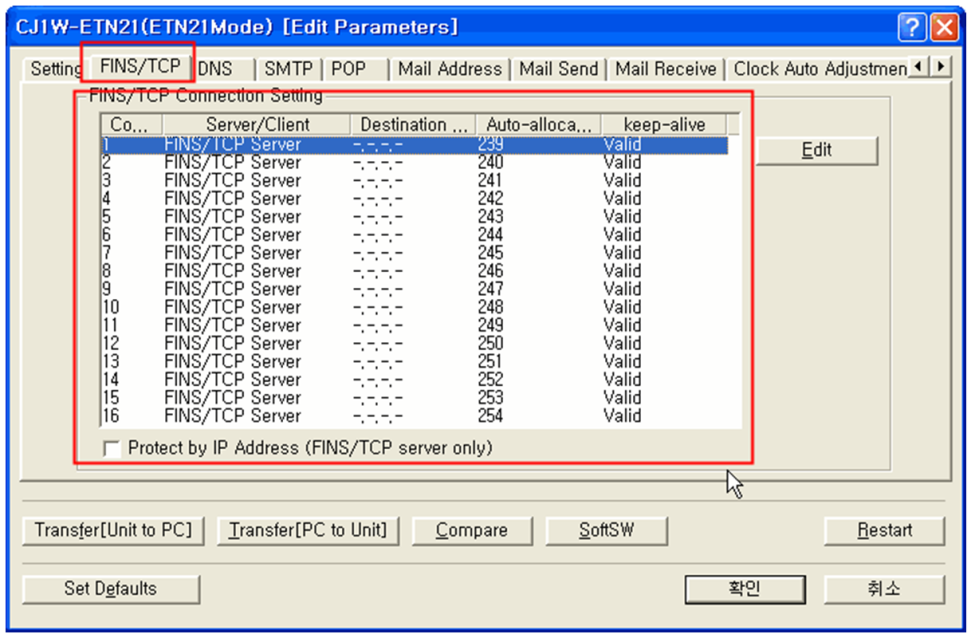 CJ1W-ETN21(ETN21Mode) [Edit Parameters]
Setting FINS/TCP DNS SMTP POP Mail Address Mail Send Mail Receive Clock Auto Adjustmen
FINS/TCP Connection Setting
Co... Server/Client Destination ... Auto-alloca... keep-alive
1 FINS/TCP Server -.-.-.- 239 Valid
2 FINS/TCP Server -.-.-.- 240 Valid
3 FINS/TCP Server -.-.-.- 241 Valid
4 FINS/TCP Server -.-.-.- 242 Valid
5 FINS/TCP Server -.-.-.- 243 Valid
6 FINS/TCP Server -.-.-.- 244 Valid
7 FINS/TCP Server -.-.-.- 245 Valid
8 FINS/TCP Server -.-.-.- 246 Valid
9 FINS/TCP Server -.-.-.- 247 Valid
10 FINS/TCP Server -.-.-.- 248 Valid
11 FINS/TCP Server -.-.-.- 249 Valid
12 FINS/TCP Server -.-.-.- 250 Valid
13 FINS/TCP Server -.-.-.- 251 Valid
14 FINS/TCP Server -.-.-.- 252 Valid
15 FINS/TCP Server -.-.-.- 253 Valid
16 FINS/TCP Server -.-.-.- 254 Valid
Edit
Protect by IP Address (FINS/TCP server only)
Transfer[Unit to PC] Transfer[PC to Unit] Compare SoftSW Restart
Set Defaults 확인 취소